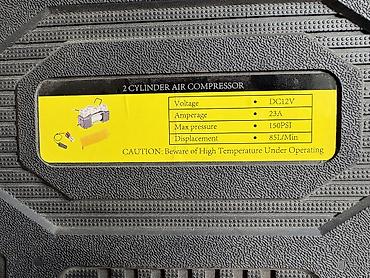 2 CYLINDER AIR COMPRESSOR
Voltage • DC12V
Amperage • 23A
Max pressure • 150PSI
Displacement • 85L/Min
CAUTION: Beware of High Temperature Under Operating